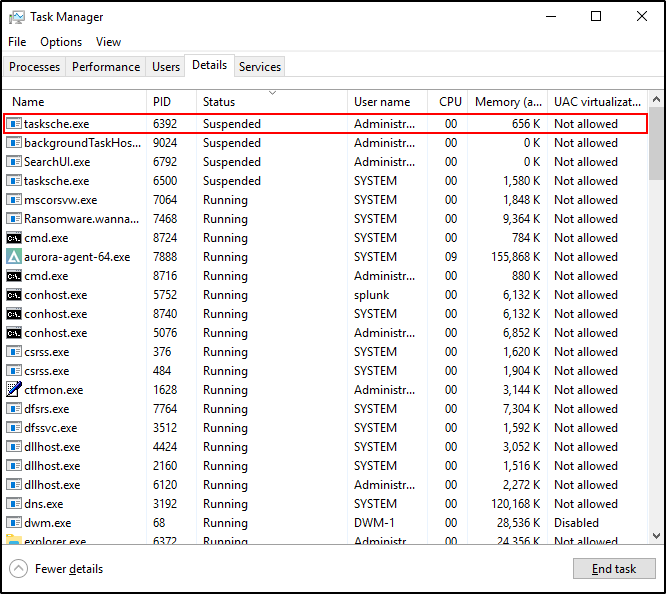 Task Manager
File Options View
Processes Performance Users Details Services
Name PID Status User name CPU Memory (a... UAC virtualizat...
tasksche.exe 6392 Suspended Administr... 00 656 K Not allowed
backgroundTaskHos... 9024 Suspended Administr... 00 0 K Not allowed
SearchUI.exe 6792 Suspended Administr... 00 0 K Not allowed
tasksche.exe 6500 Suspended SYSTEM 00 1,580 K Not allowed
mscorsvw.exe 7064 Running SYSTEM 00 1,848 K Not allowed
Ransomware.wanna... 7468 Running SYSTEM 00 9,364 K Not allowed
cmd.exe 8724 Running SYSTEM 00 784 K Not allowed
aurora-agent-64.exe 7888 Running SYSTEM 09 155,868 K Not allowed
cmd.exe 8716 Running Administr... 00 880 K Not allowed
conhost.exe 5752 Running splunk 00 6,132 K Not allowed
conhost.exe 8740 Running SYSTEM 00 6,132 K Not allowed
conhost.exe 5076 Running Administr... 00 6,852 K Not allowed
csrss.exe 376 Running SYSTEM 00 1,620 K Not allowed
csrss.exe 484 Running SYSTEM 00 1,904 K Not allowed
ctfmon.exe 1628 Running Administr... 00 3,144 K Not allowed
dfsrs.exe 7764 Running SYSTEM 00 7,304 K Not allowed
dfssvc.exe 3512 Running SYSTEM 00 1,592 K Not allowed
dllhost.exe 4424 Running SYSTEM 00 3,052 K Not allowed
dllhost.exe 2160 Running SYSTEM 00 1,516 K Not allowed
dllhost.exe 6120 Running Administr... 00 2,272 K Not allowed
dns.exe 3192 Running SYSTEM 00 120,168 K Not allowed
dwm.exe 68 Running DWM-1 00 28,536 K Disabled
explorer.exe 6372 Running Administr... 00 24,356 K Not allowed
Fewer details End task